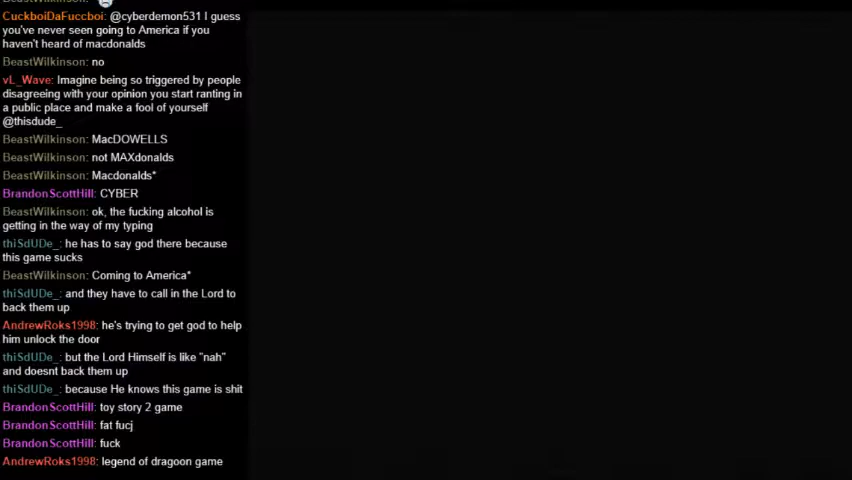 CuckboiDaFuccboi: @cyberdemon531 I guess
you've never seen going to America if you
haven't heard of macdonalds
BeastWilkinson: no
vL_Wave: Imagine being so triggered by people
disagreeing with your opinion you start ranting in
a public place and make a fool of yourself
@thisdude_
BeastWilkinson: MacDOWELLS
BeastWilkinson: not MAXdonalds
BeastWilkinson: Macdonalds*
BrandonScottHill: CYBER
BeastWilkinson: ok, the fucking alcohol is
getting in the way of my typing
thiSdUDe_: he has to say god there because
this game sucks
BeastWilkinson: Coming to America*
thiSdUDe_: and they have to call in the Lord to
back them up
AndrewRoks1998: he's trying to get god to help
him unlock the door
thiSdUDe_: but the Lord Himself is like "nah"
and doesnt back them up
thiSdUDe_: because He knows this game is shit
BrandonScottHill: toy story 2 game
BrandonScottHill: fat fucj
BrandonScottHill: fuck
AndrewRoks1998: legend of dragoon game